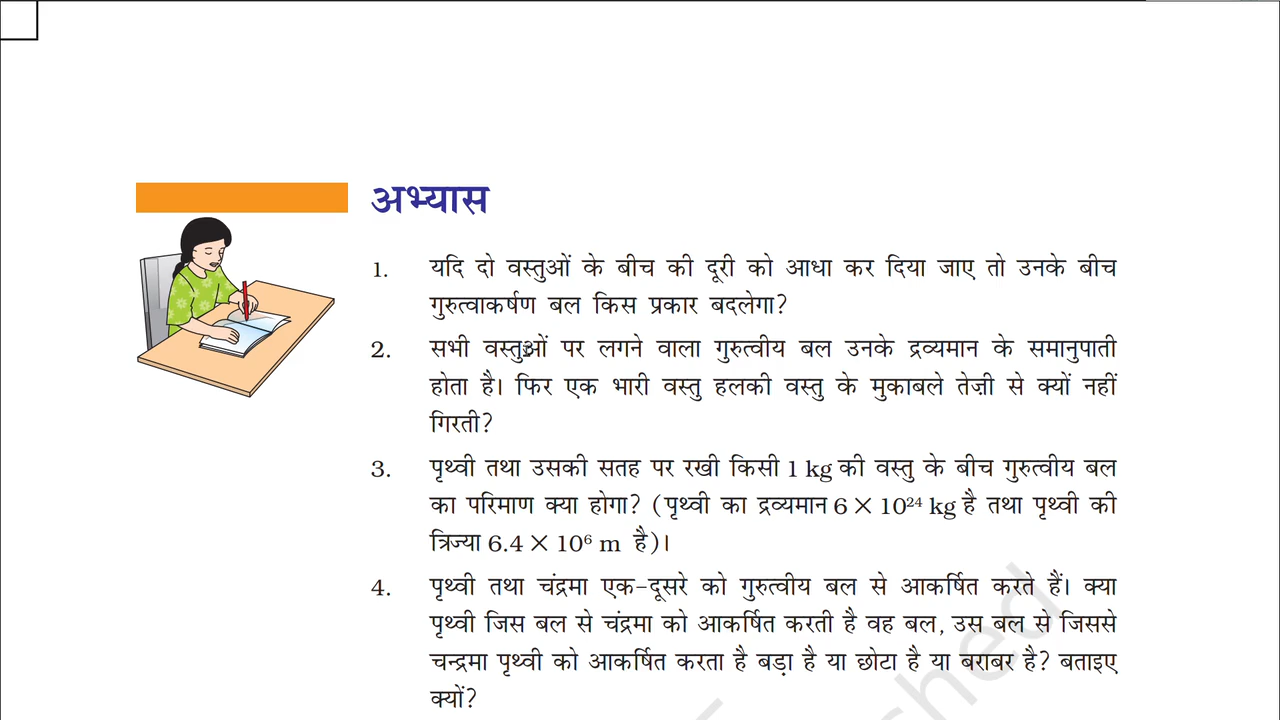 अभ्यास
1. यदि दो वस्तुओं के बीच की दूरी को आधा कर दिया जाए तो उनके बीच
गुरुत्वाकर्षण बल किस प्रकार बदलेगा?
2. सभी वस्तुओं पर लगने वाला गुरुत्वीय बल उनके द्रव्यमान के समानुपाती
होता है। फिर एक भारी वस्तु हलकी वस्तु के मुकाबले तेज़ी से क्यों नहीं
गिरती?
3. पृथ्वी तथा उसकी सतह पर रखी किसी 1 kg की वस्तु के बीच गुरुत्वीय बल
का परिमाण क्या होगा? (पृथ्वी का द्रव्यमान 6 × 10²⁴ kg है तथा पृथ्वी की
त्रिज्या 6.4 × 10⁶ m है)।
4. पृथ्वी तथा चंद्रमा एक-दूसरे को गुरुत्वीय बल से आकर्षित करते हैं। क्या
पृथ्वी जिस बल से चंद्रमा को आकर्षित करती है वह बल, उस बल से जिससे
चन्द्रमा पृथ्वी को आकर्षित करता है बड़ा है या छोटा है या बराबर है? बताइए
क्यों?